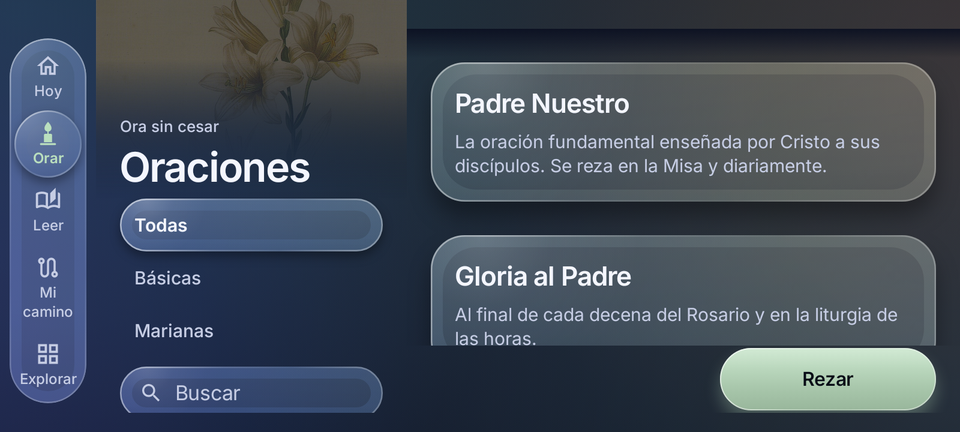 Hoy
Orar
Leer
Mi
camino
Explorar
Ora sin cesar
Oraciones
Todas
Básicas
Marianas
Buscar
Padre Nuestro
La oración fundamental enseñada por Cristo a sus
discípulos. Se reza en la Misa y diariamente.
Gloria al Padre
Al final de cada decena del Rosario y en la liturgia de
las horas.
Rezar